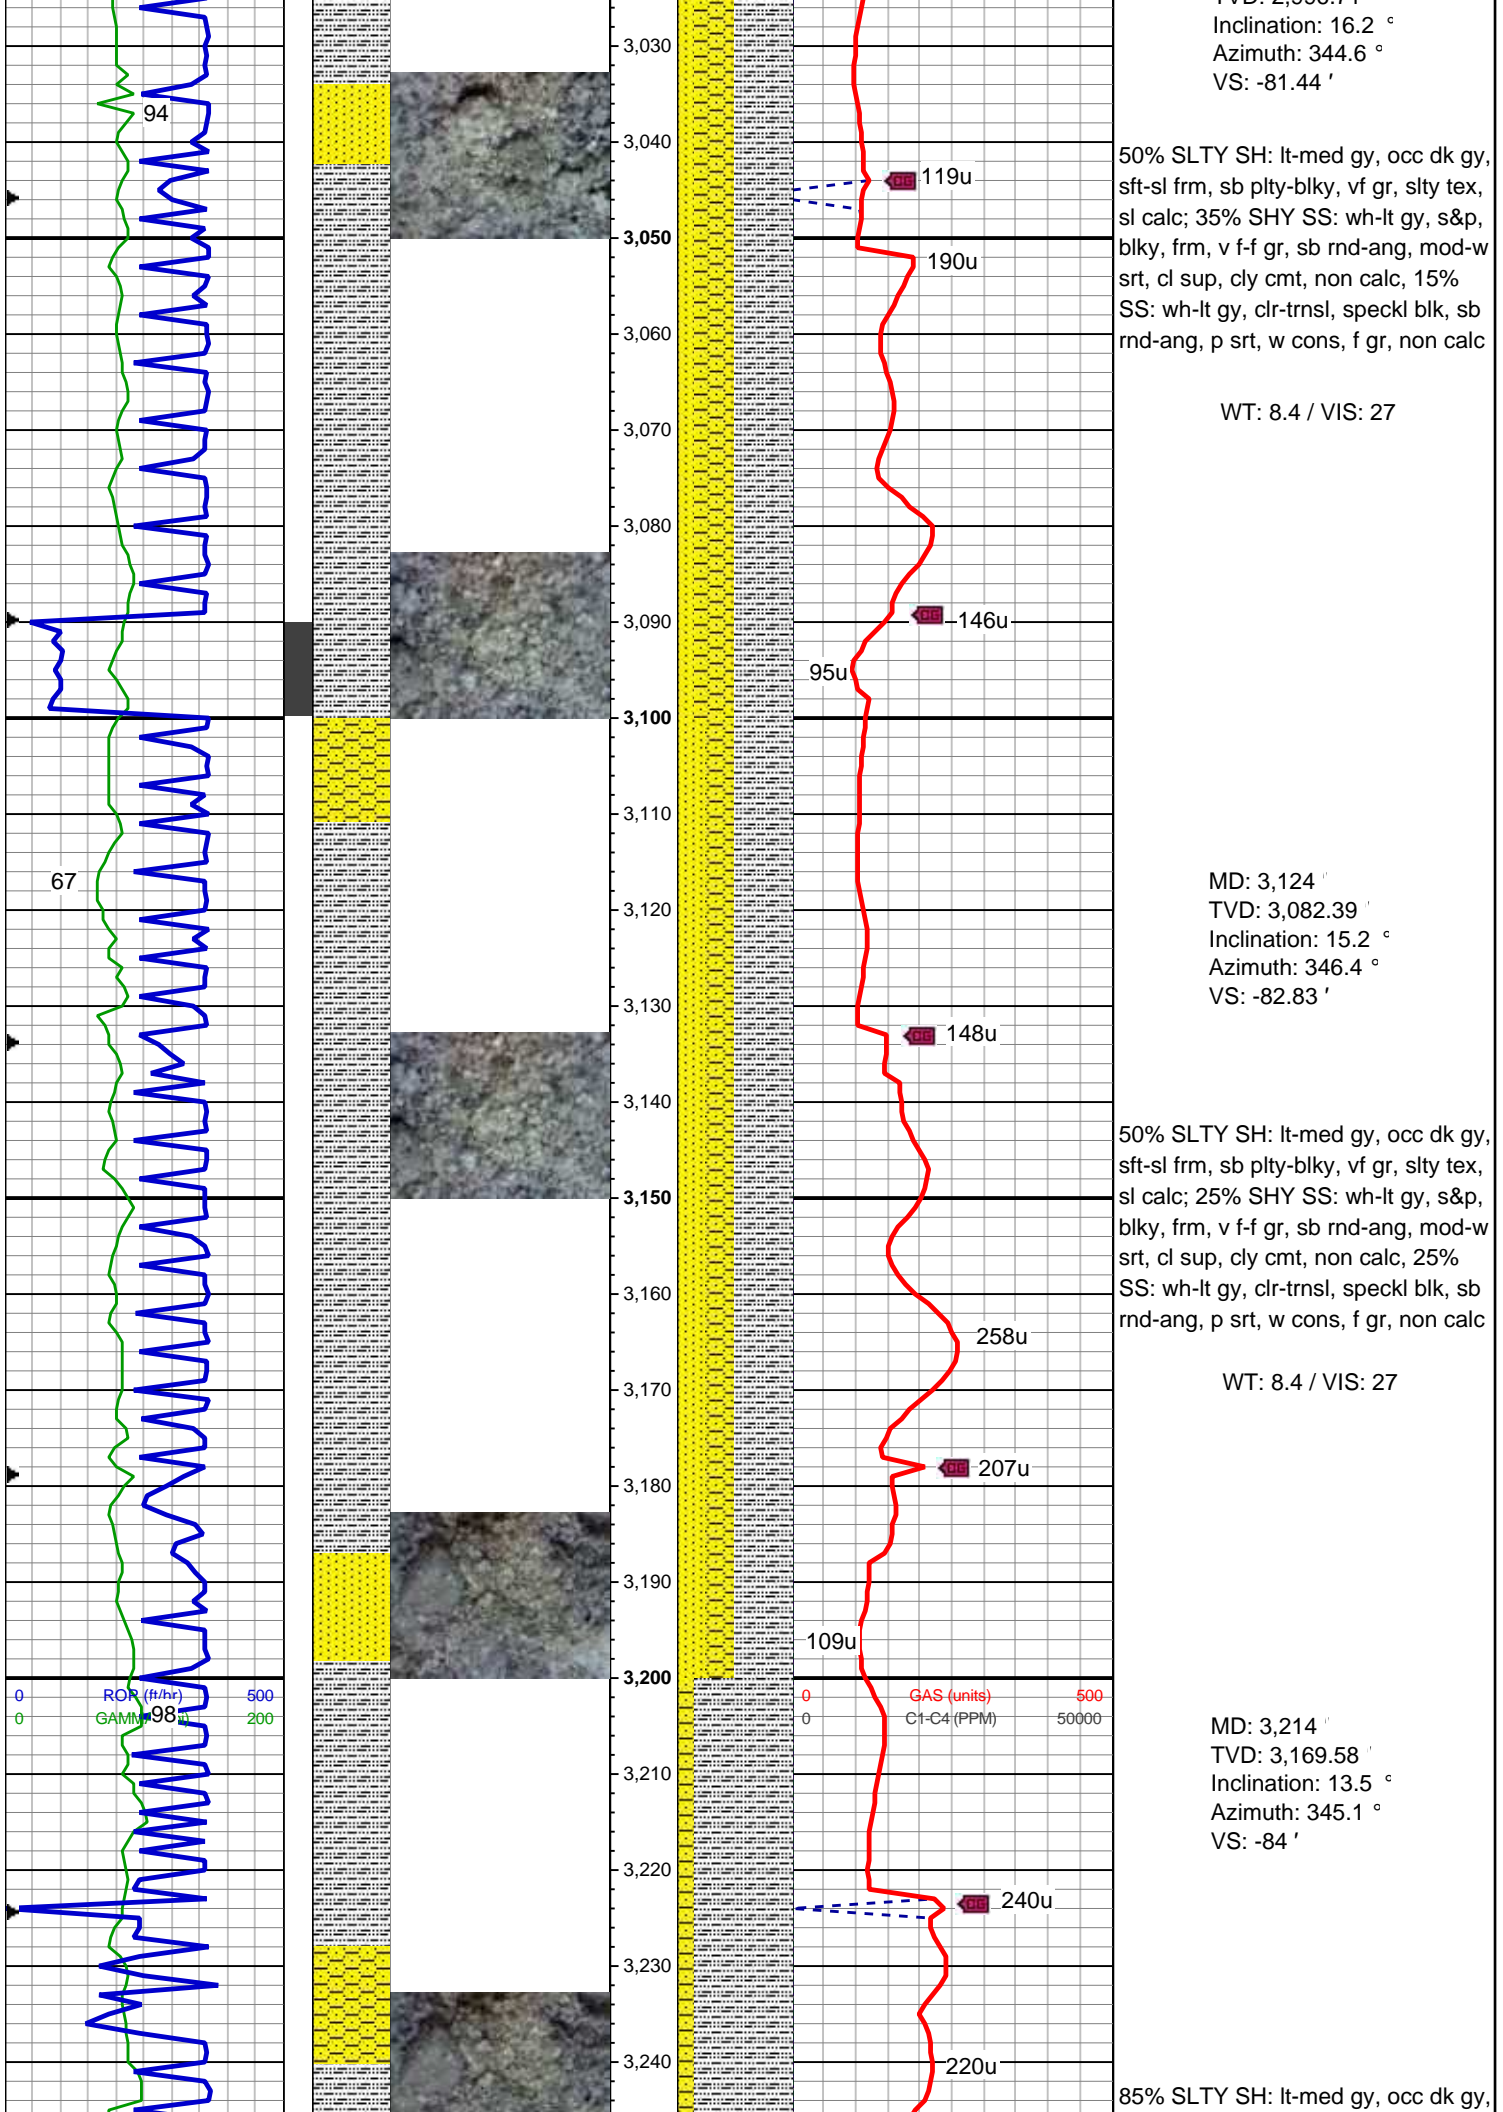 Inclination: 16.2 °
Azimuth: 344.6 °
VS: -81.44 '
3,030
94
3,040
50% SLTY SH: lt-med gy, occ dk gy,
sft-sl frm, sb plty-blky, vf gr, slty tex,
sl calc; 35% SHY SS: wh-lt gy, s&p,
blky, frm, v f-f gr, sb rnd-ang, mod-w
srt, cl sup, cly cmt, non calc, 15%
SS: wh-lt gy, clr-trnsl, speckl blk, sb
rnd-ang, p srt, w cons, f gr, non calc
CG 119u
3,050
190u
3,060
WT: 8.4 / VIS: 27
3,070
3,080
3,090
CG 146u
95u
3,100
3,110
67
MD: 3,124 '
TVD: 3,082.39 '
Inclination: 15.2 °
Azimuth: 346.4 °
VS: -82.83 '
3,120
3,130
CG 148u
3,140
50% SLTY SH: lt-med gy, occ dk gy,
sft-sl frm, sb plty-blky, vf gr, slty tex,
sl calc; 25% SHY SS: wh-lt gy, s&p,
blky, frm, v f-f gr, sb rnd-ang, mod-w
srt, cl sup, cly cmt, non calc, 25%
SS: wh-lt gy, clr-trnsl, speckl blk, sb
rnd-ang, p srt, w cons, f gr, non calc
3,150
3,160
258u
3,170
WT: 8.4 / VIS: 27
CG 207u
3,180
3,190
109u
3,200
0 ROP (ft/hr) 500
0 98 200
0 GAS (units) 500
0 C1-C4 (PPM) 50000
MD: 3,214 '
TVD: 3,169.58 '
Inclination: 13.5 °
Azimuth: 345.1 °
VS: -84 '
3,210
3,220
CG 240u
3,230
3,240
220u
85% SLTY SH: lt-med gy, occ dk gy,